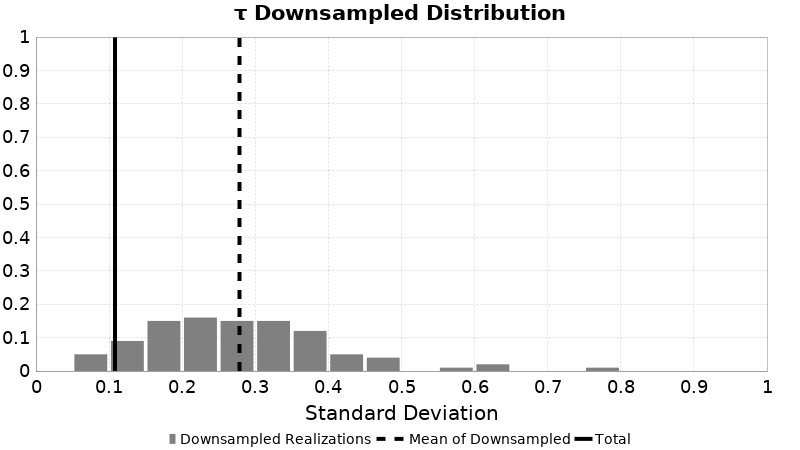 τ Downsampled Distribution
1
0.9
0.8
0.7
0.6
0.5
0.4
0.3
0.2
0.1
0
0 0.1 0.2 0.3 0.4 0.5 0.6 0.7 0.8 0.9 1
Standard Deviation
Downsampled Realizations Mean of Downsampled Total